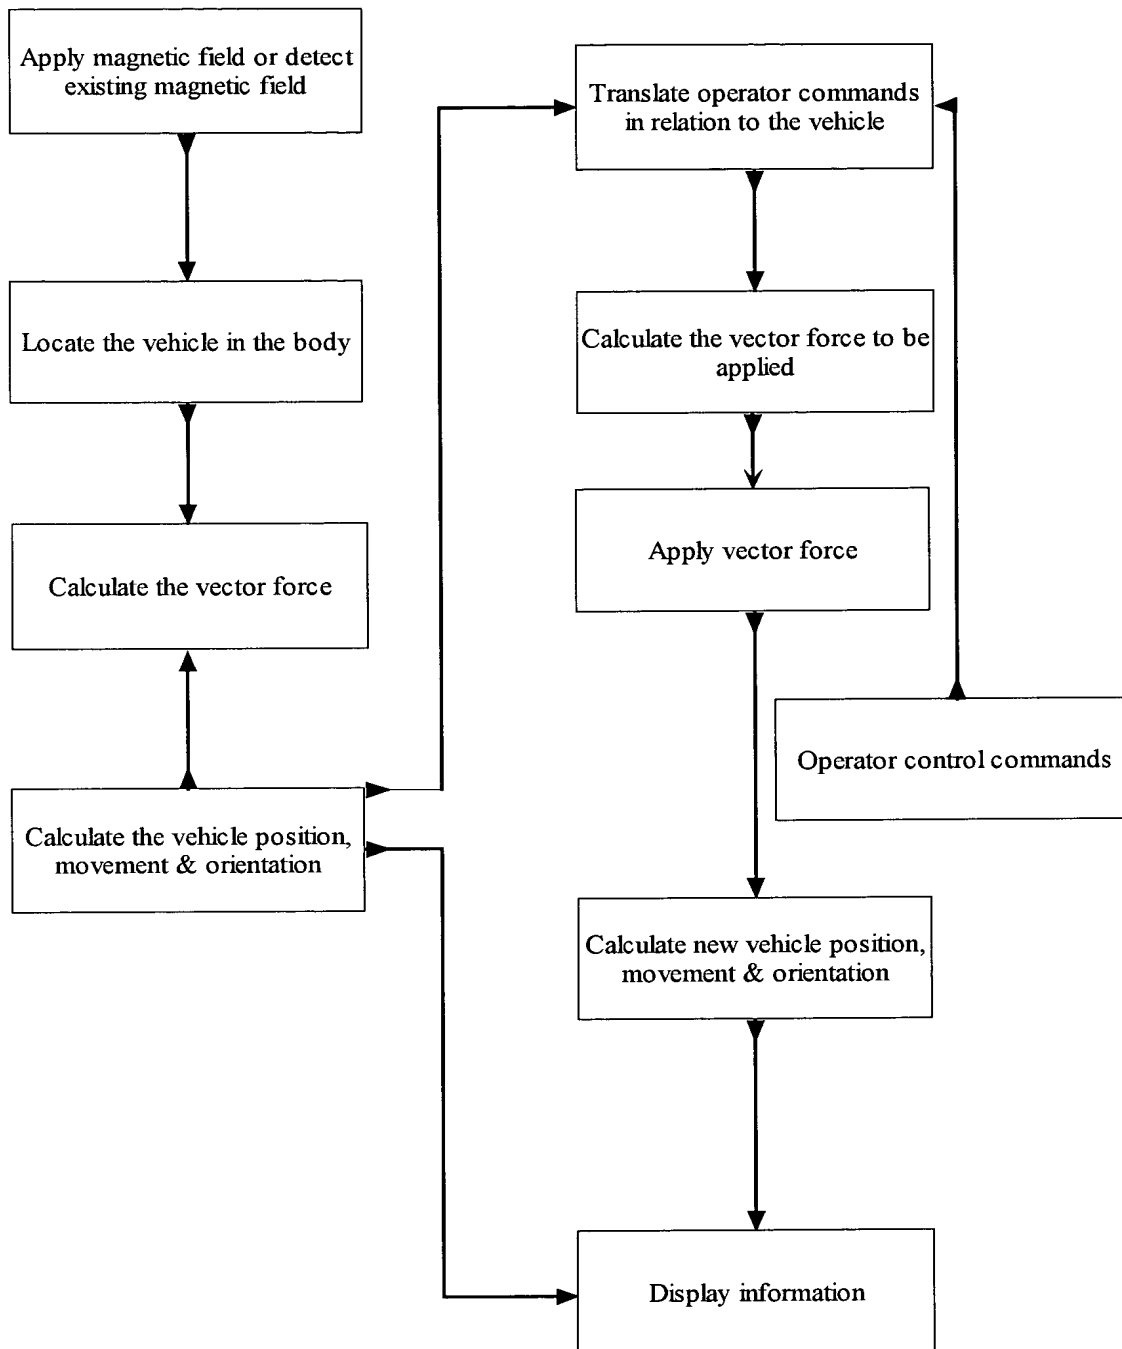 Apply magnetic field or detect
existing magnetic field
Locate the vehicle in the body
Calculate the vector force
Calculate the vehicle position,
movement & orientation
Translate operator commands
in relation to the vehicle
Calculate the vector force to be
applied
Apply vector force
Operator control commands
Calculate new vehicle position,
movement & orientation
Display information